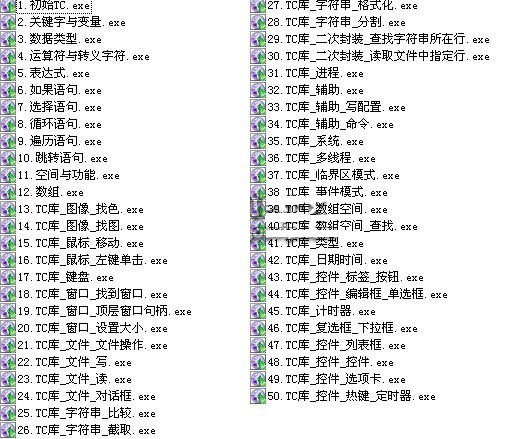 1.初始TC.exe
2.关键字与变量.exe
3.数据类型.exe
4.运算符与转义字符.exe
5.表达式.exe
6.如果语句.exe
7.选择语句.exe
8.循环语句.exe
9.遍历语句.exe
10.跳转语句.exe
11.空间与功能.exe
12.数组.exe
13.TC库_图像_找色.exe
14.TC库_图像_找图.exe
15.TC库_鼠标_移动.exe
16.TC库_鼠标_左键单击.exe
17.TC库_键盘.exe
18.TC库_窗口_找到窗口.exe
19.TC库_窗口_顶层窗口句柄.exe
20.TC库_窗口_设置大小.exe
21.TC库_文件_文件操作.exe
22.TC库_文件_写.exe
23.TC库_文件_读.exe
24.TC库_文件_对话框.exe
25.TC库_字符串_比较.exe
26.TC库_字符串_截取.exe
27.TC库_字符串_格式化.exe
28.TC库_字符串_分割.exe
29.TC库_二次封装_查找字符串所在行.exe
30.TC库_二次封装_读取文件中指定行.exe
31.TC库_进程.exe
32.TC库_辅助.exe
33.TC库_辅助_写配置.exe
34.TC库_辅助_命令.exe
35.TC库_系统.exe
36.TC库_多线程.exe
37.TC库_临界区模式.exe
38.TC库_事件模式.exe
39.TC库_数组空间.exe
40.TC库_数组空间_查找.exe
41.TC库_类型.exe
42.TC库_日期时间.exe
43.TC库_控件_标签_按钮.exe
44.TC库_控件_编辑框_单选框.exe
45.TC库_计时器.exe
46.TC库_复选框_下拉框.exe
47.TC库_控件_列表框.exe
48.TC库_控件_控件.exe
49.TC库_控件_选项卡.exe
50.TC库_控件_热键_定时器.exe